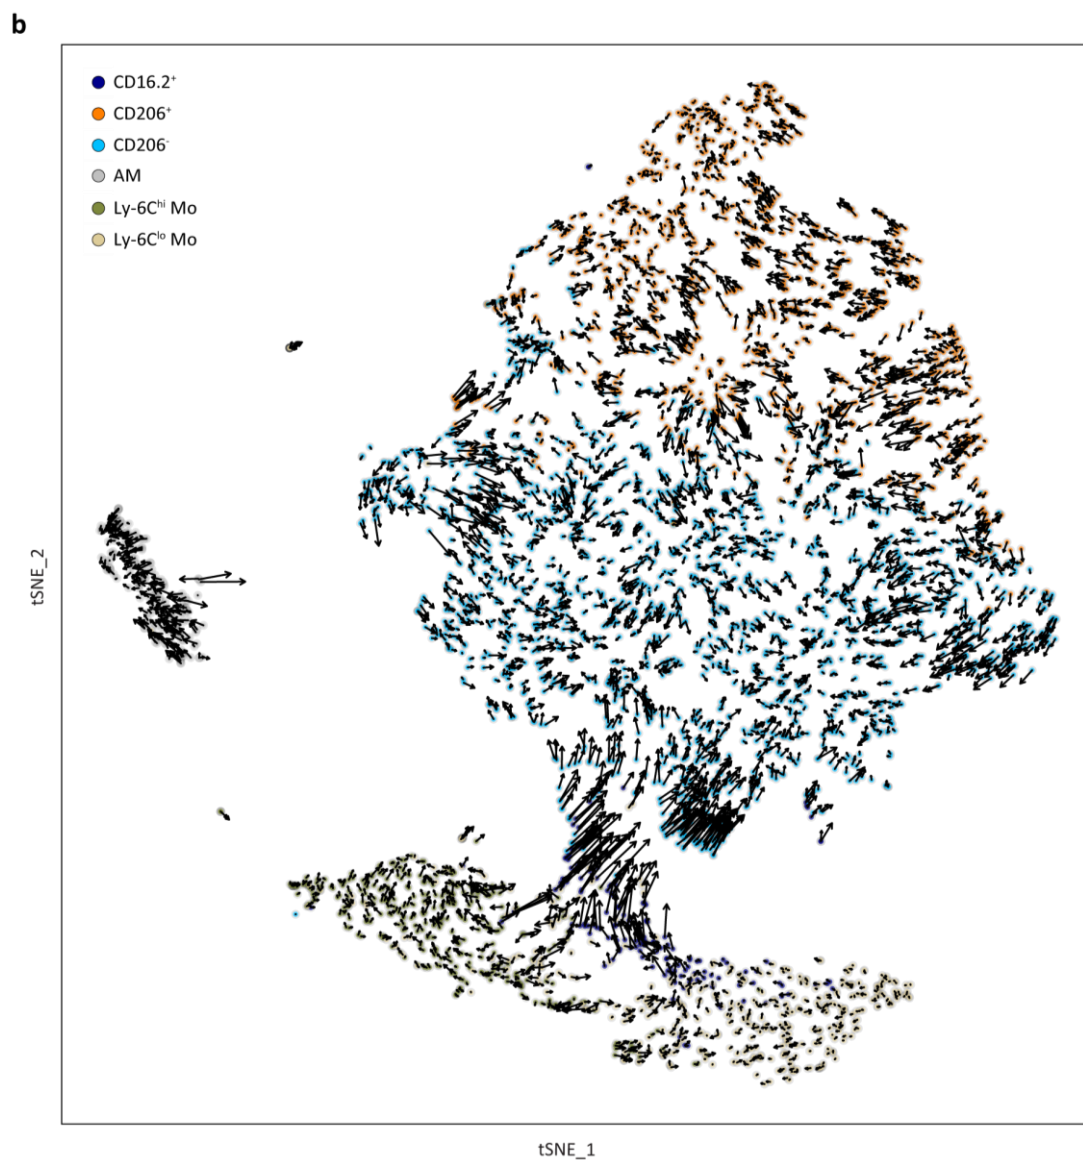 b
CD16.2⁺
CD206⁺
CD206⁻
AM
Ly-6Cʰⁱ Mo
Ly-6Cˡᵒ Mo
tSNE_2
tSNE_1